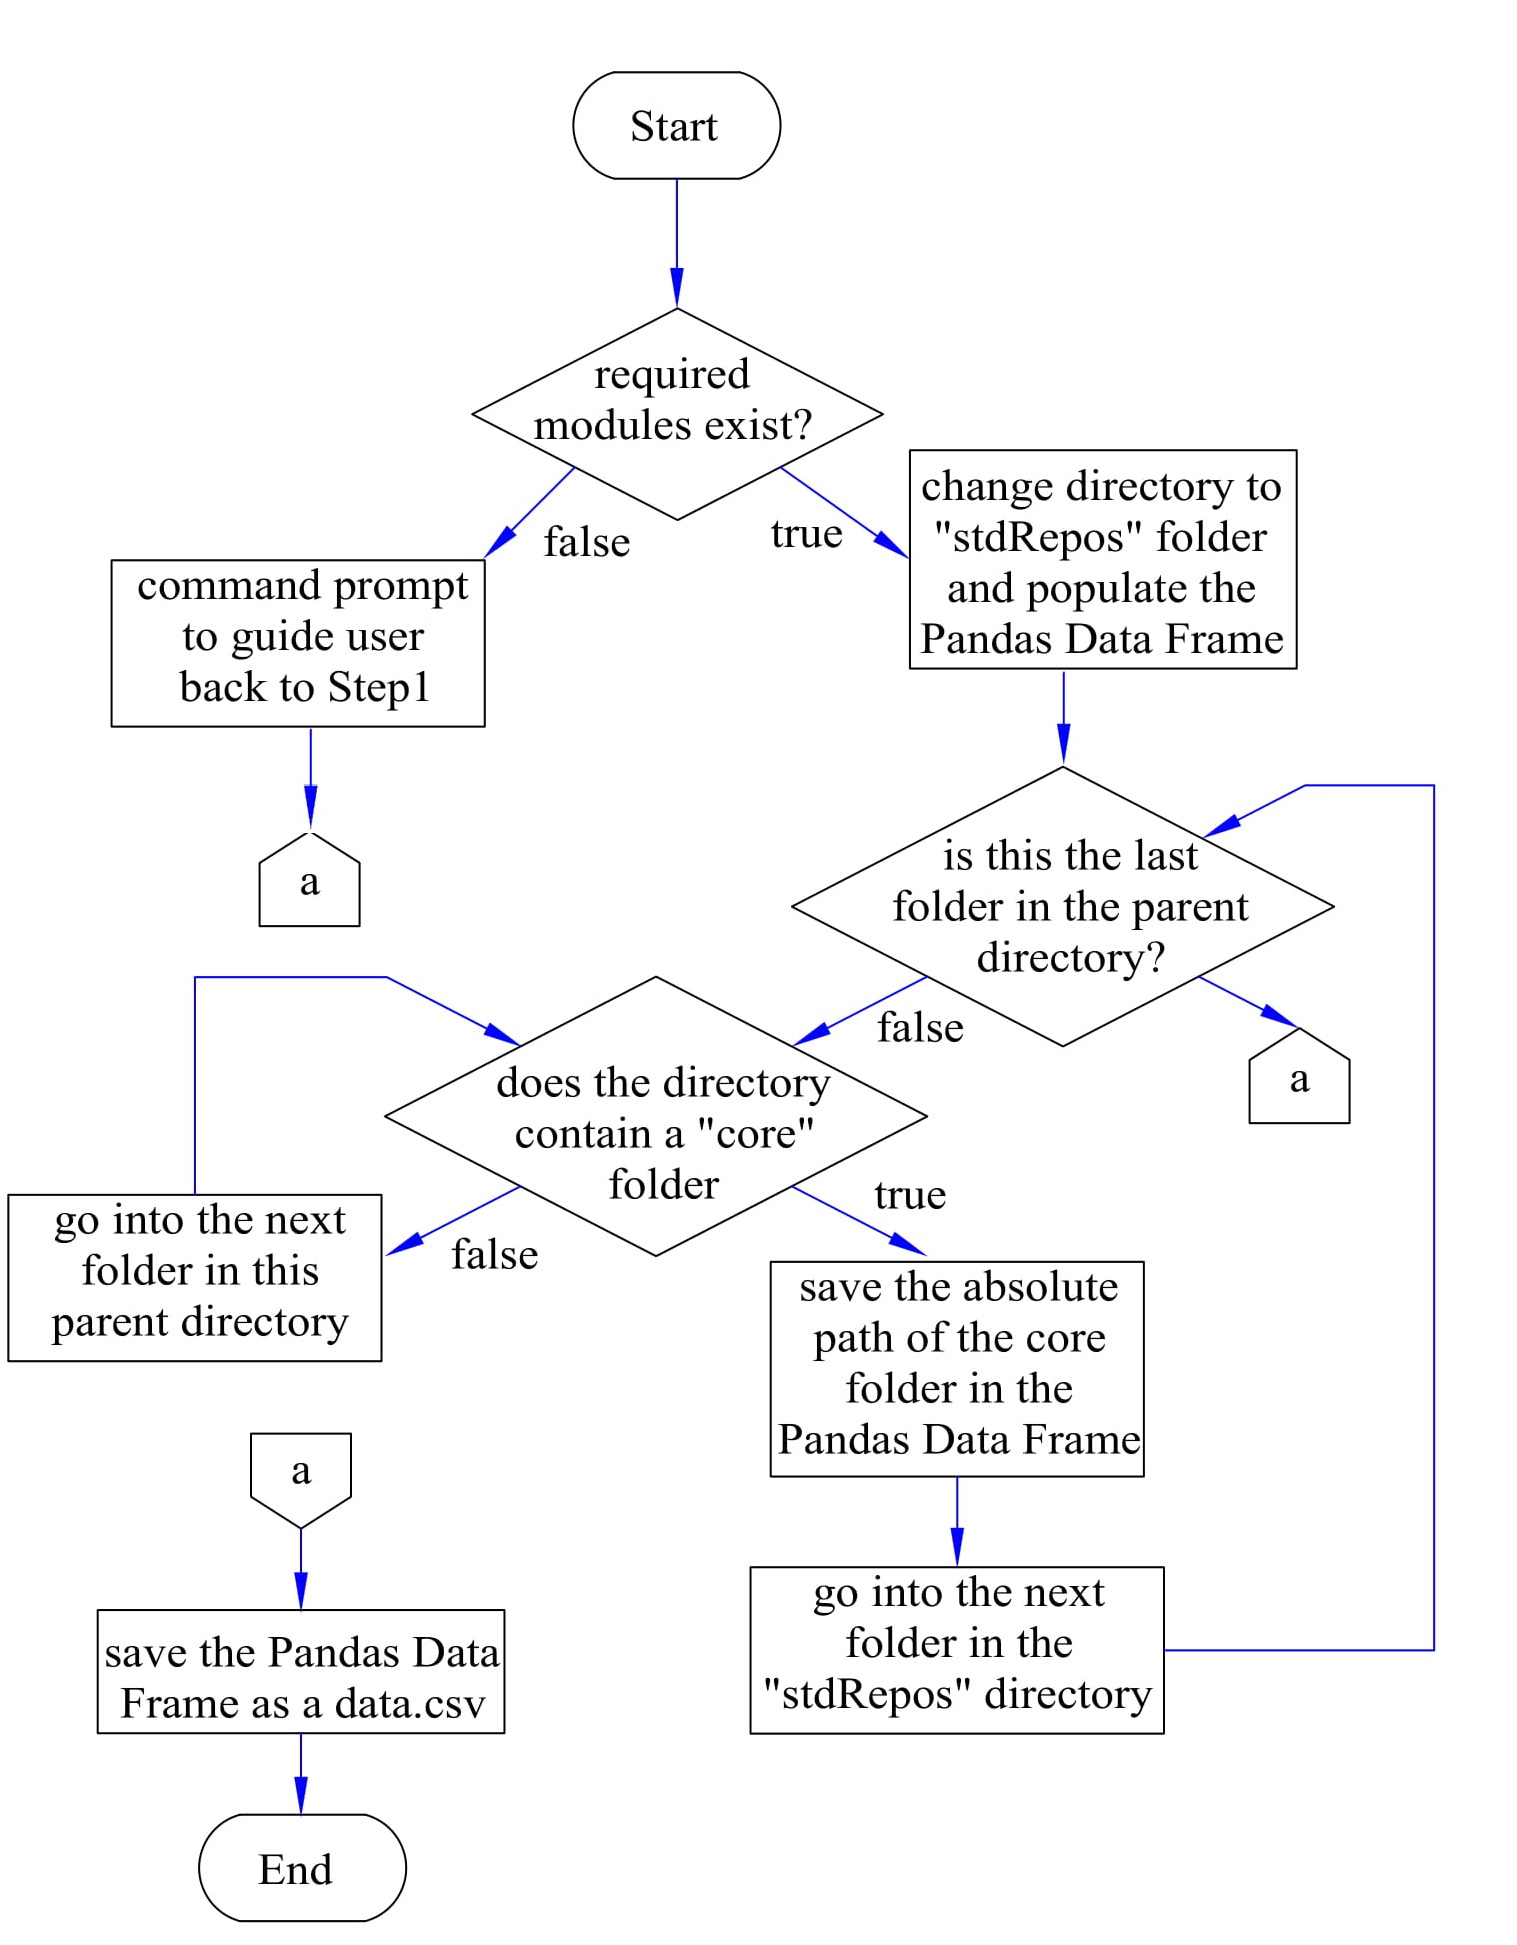 Start
required
modules exist?
false
true
change directory to
"stdRepos" folder
and populate the
Pandas Data Frame
command prompt
to guide user
back to Step1
a
is this the last
folder in the parent
directory?
false
a
does the directory
contain a "core"
folder
false
true
go into the next
folder in this
parent directory
save the absolute
path of the core
folder in the
Pandas Data Frame
a
go into the next
folder in the
"stdRepos" directory
save the Pandas Data
Frame as a data.csv
End